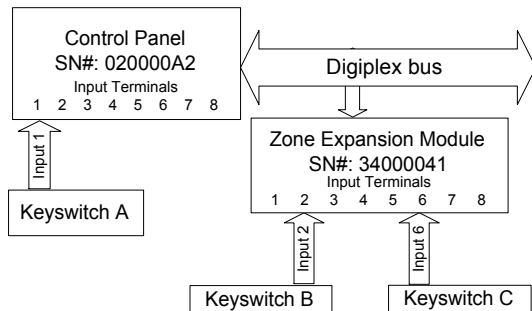 Control Panel
SN#: 020000A2
Input Terminals
1 2 3 4 5 6 7 8
Digiplex bus
Input 1
Keyswitch A
Zone Expansion Module
SN#: 34000041
Input Terminals
1 2 3 4 5 6 7 8
Input 2
Input 6
Keyswitch B
Keyswitch C